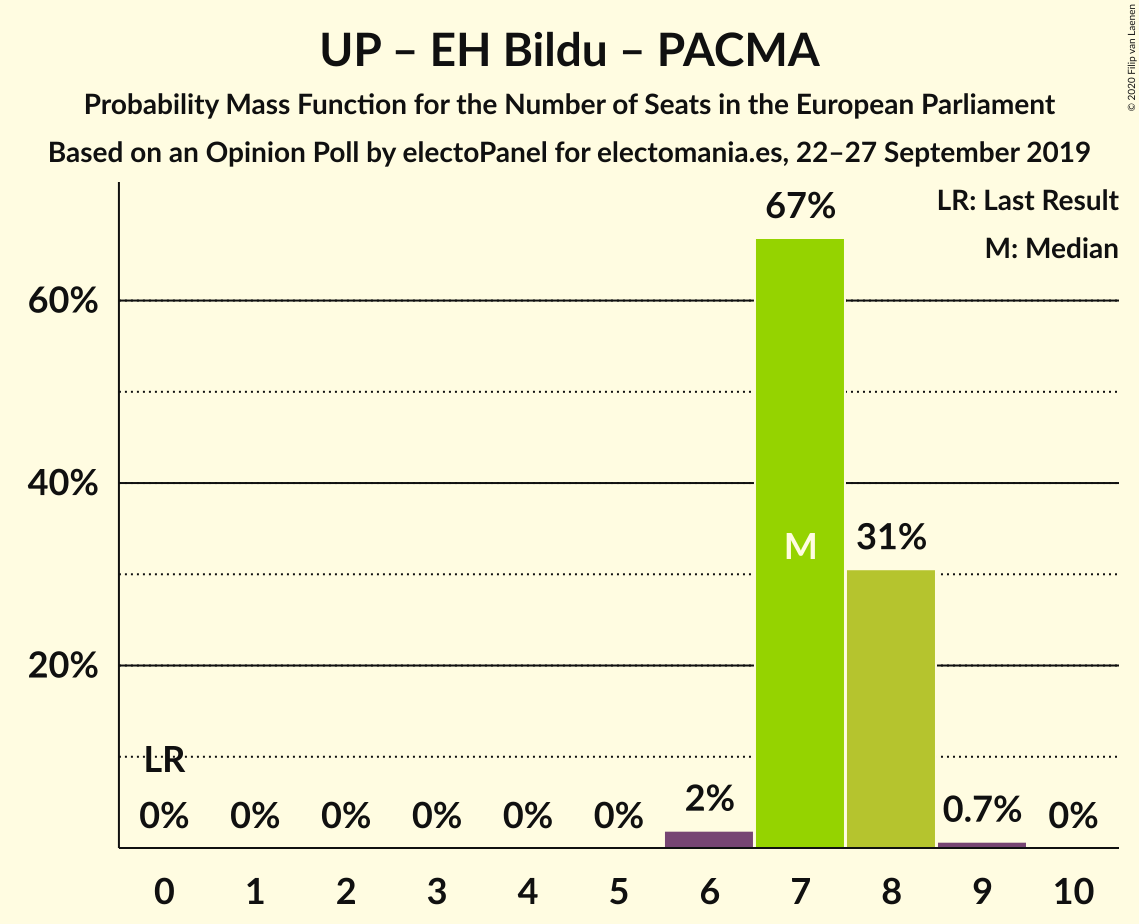 UP – EH Bildu – PACMA
Probability Mass Function for the Number of Seats in the European Parliament
Based on an Opinion Poll by electoPanel for electomania.es, 22–27 September 2019
© 2020 Filip van Laenen
LR: Last Result
M: Median
67%
60%
40%
31%
M
20%
LR
0% 0% 0% 0% 0% 0% 2% 0.7% 0%
0 1 2 3 4 5 6 7 8 9 10